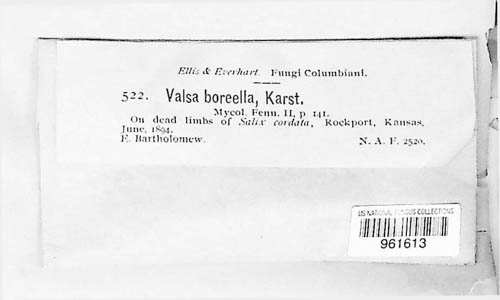 Ellis & Everhart. Fungi Columbiani.
522. Valsa boreella, Karst.
Mycol. Fenn. II, p. 141.
On dead limbs of Salix cordata, Rockport, Kansas,
June, 1894.
E. Bartholomew. N. A. F. 2520.
US NATIONAL FUNGUS COLLECTIONS
961613